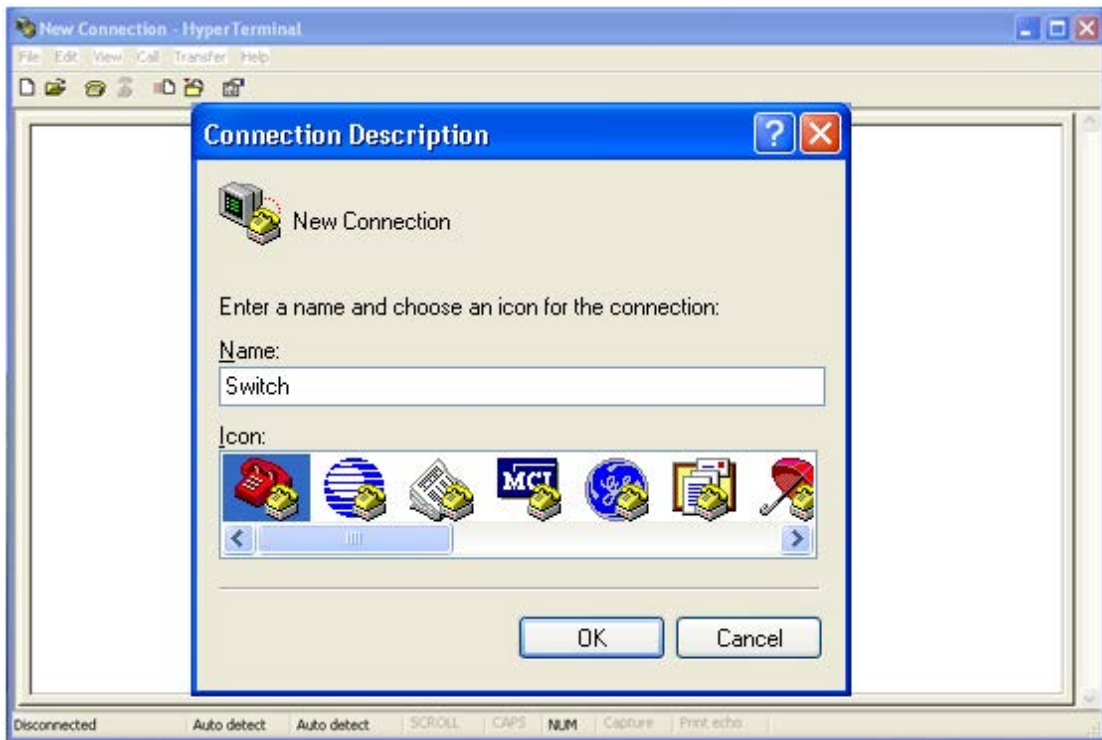 New Connection - HyperTerminal
File Edit View Call Transfer Help
Connection Description
New Connection
Enter a name and choose an icon for the connection:
Name:
Switch
Icon:
MCI
OK Cancel
Disconnected Auto detect Auto detect SCROLL CAPS NUM Capture Print echo